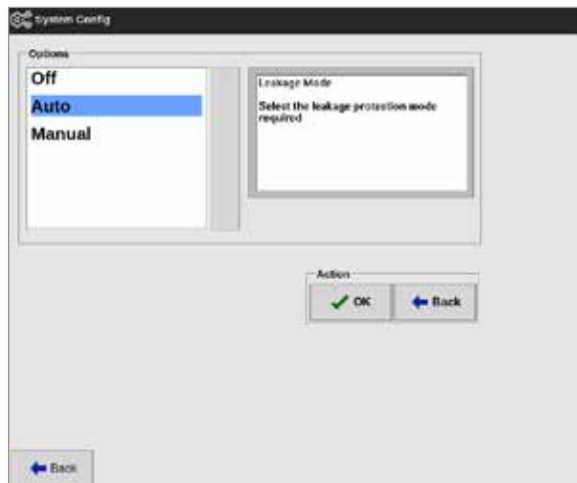 System Config
Options
Off
Auto
Manual
Leakage Mode
Select the leakage protection mode
required
Action
OK
Back
Back